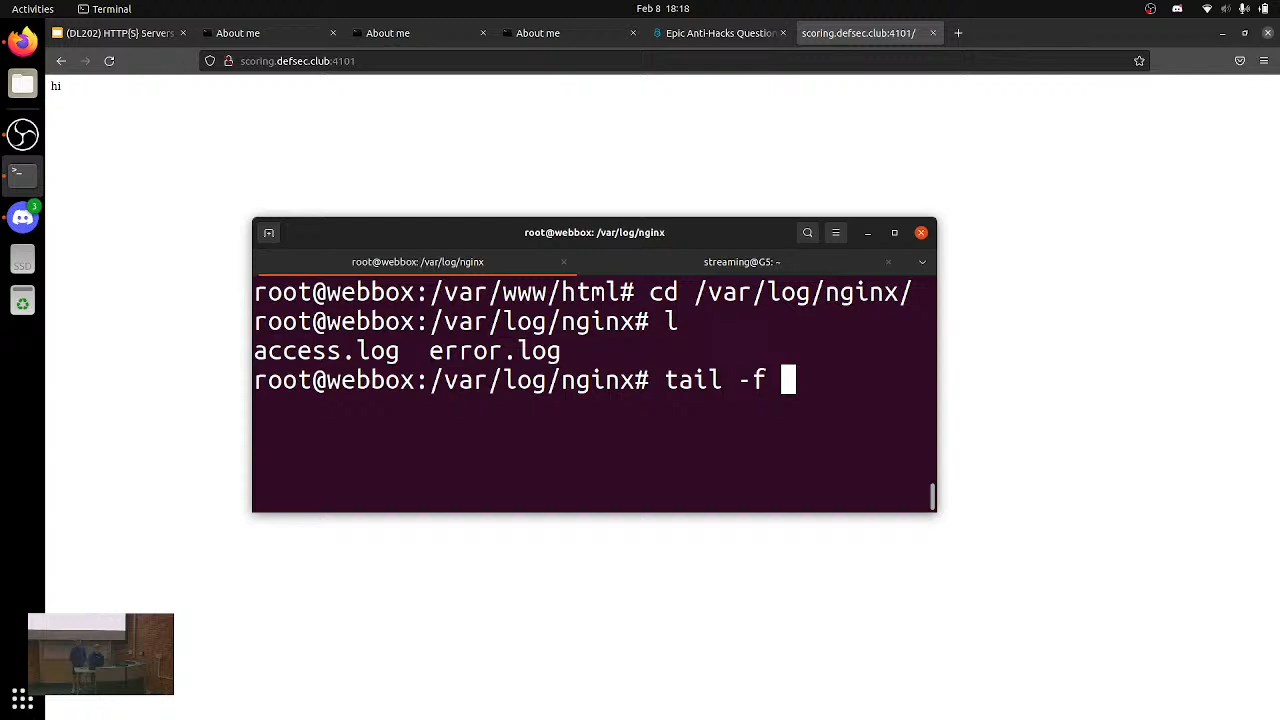 Activities
Terminal
Feb 8 18:18
(DL202) HTTP(S) Servers
About me
About me
About me
Epic Anti-Hacks Question
scoring.defsec.club:4101/
scoring.defsec.club:4101
hi
3
SSD
root@webbox: /var/log/nginx
root@webbox: /var/log/nginx
streaming@G5: ~
root@webbox:/var/www/html# cd /var/log/nginx/
root@webbox:/var/log/nginx# l
access.log  error.log
root@webbox:/var/log/nginx# tail -f